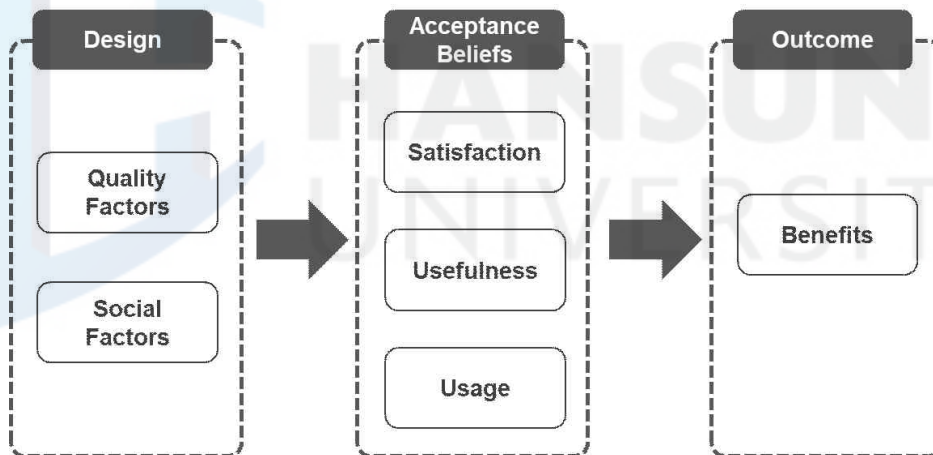 Design
Quality
Factors
Social
Factors
Acceptance
Beliefs
Satisfaction
Usefulness
Usage
Outcome
Benefits
HANSUN
UNIVERSIT